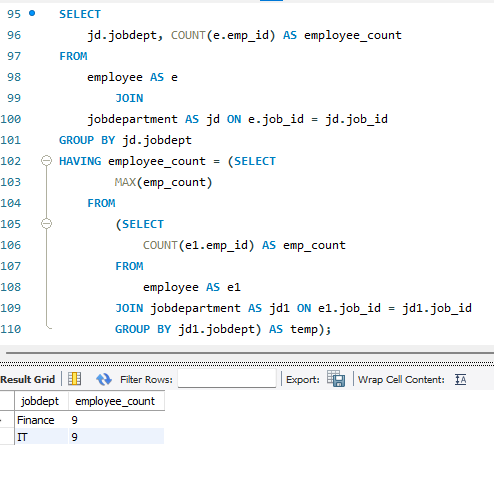 95 SELECT
96 jd.jobdept, COUNT(e.emp_id) AS employee_count
97 FROM
98 employee AS e
99 JOIN
100 jobdepartment AS jd ON e.job_id = jd.job_id
101 GROUP BY jd.jobdept
102 HAVING employee_count = (SELECT
103 MAX(emp_count)
104 FROM
105 (SELECT
106 COUNT(e1.emp_id) AS emp_count
107 FROM
108 employee AS e1
109 JOIN jobdepartment AS jd1 ON e1.job_id = jd1.job_id
110 GROUP BY jd1.jobdept) AS temp);
Result Grid Filter Rows: Export: Wrap Cell Content:
jobdept employee_count
Finance 9
IT 9